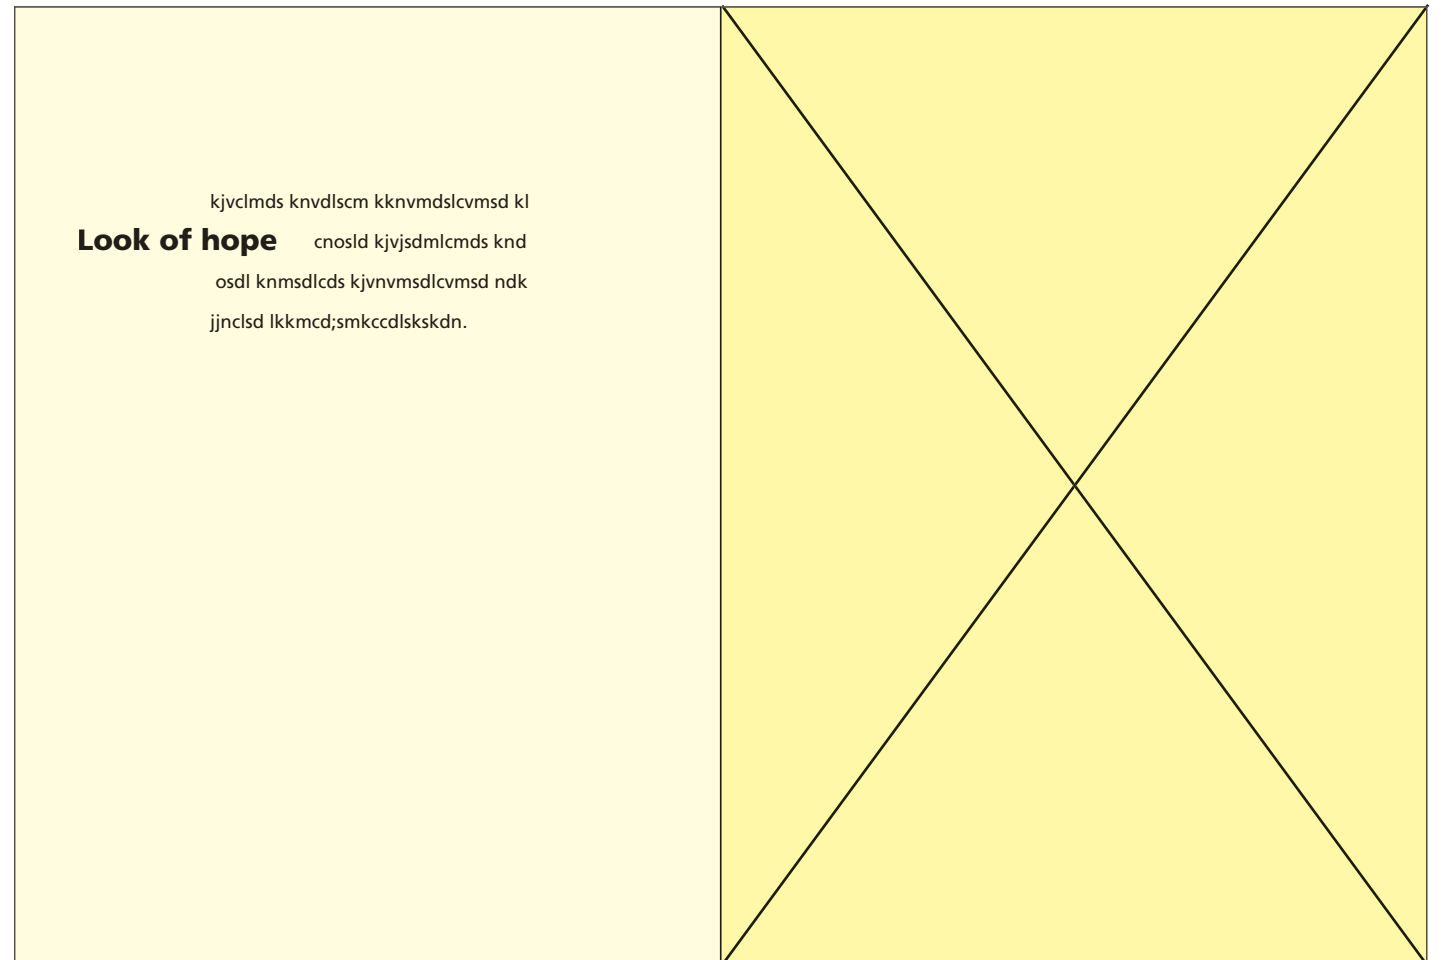 kjvclmds knvdlscm kknvmdslcvmsd kl
Look of hope cnosld kjvjsdmlcmds knd
osdl knmsdlcds kjvnvmsdlcvmsd ndk
jjnclsd lkkmcd;smkccdlskskdn.